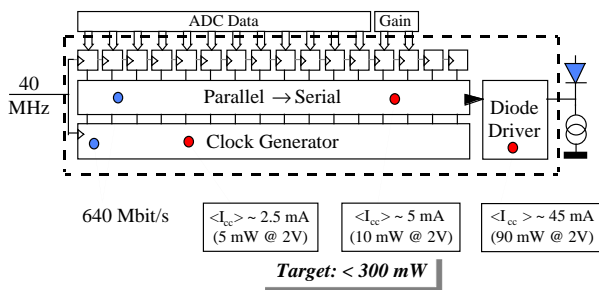 ADC Data
Gain
40
MHz
Parallel → Serial
Clock Generator
Diode
Driver
640 Mbit/s
<Icc> ~ 2.5 mA
(5 mW @ 2V)
<Icc> ~ 5 mA
(10 mW @ 2V)
<Icc> ~ 45 mA
(90 mW @ 2V)
Target: < 300 mW